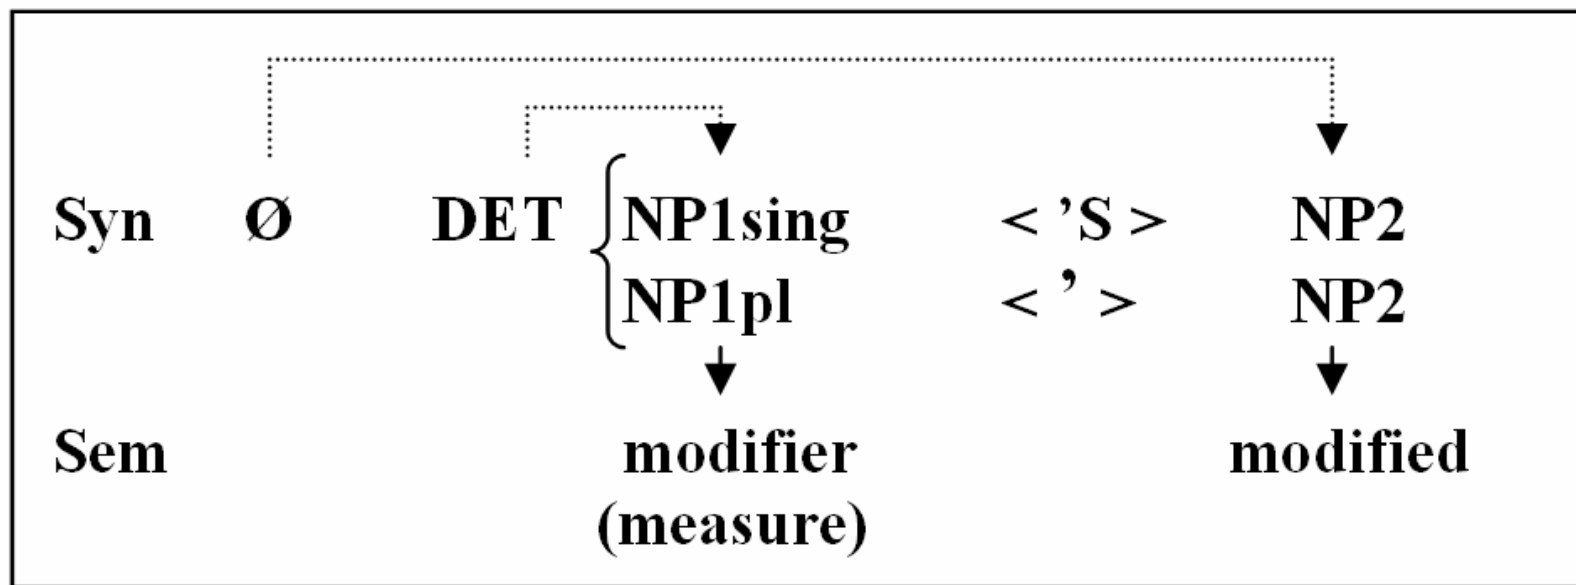 Syn Ø DET { NP1sing < ’S > NP2
NP1pl < ’ > NP2
Sem modifier modified
(measure)